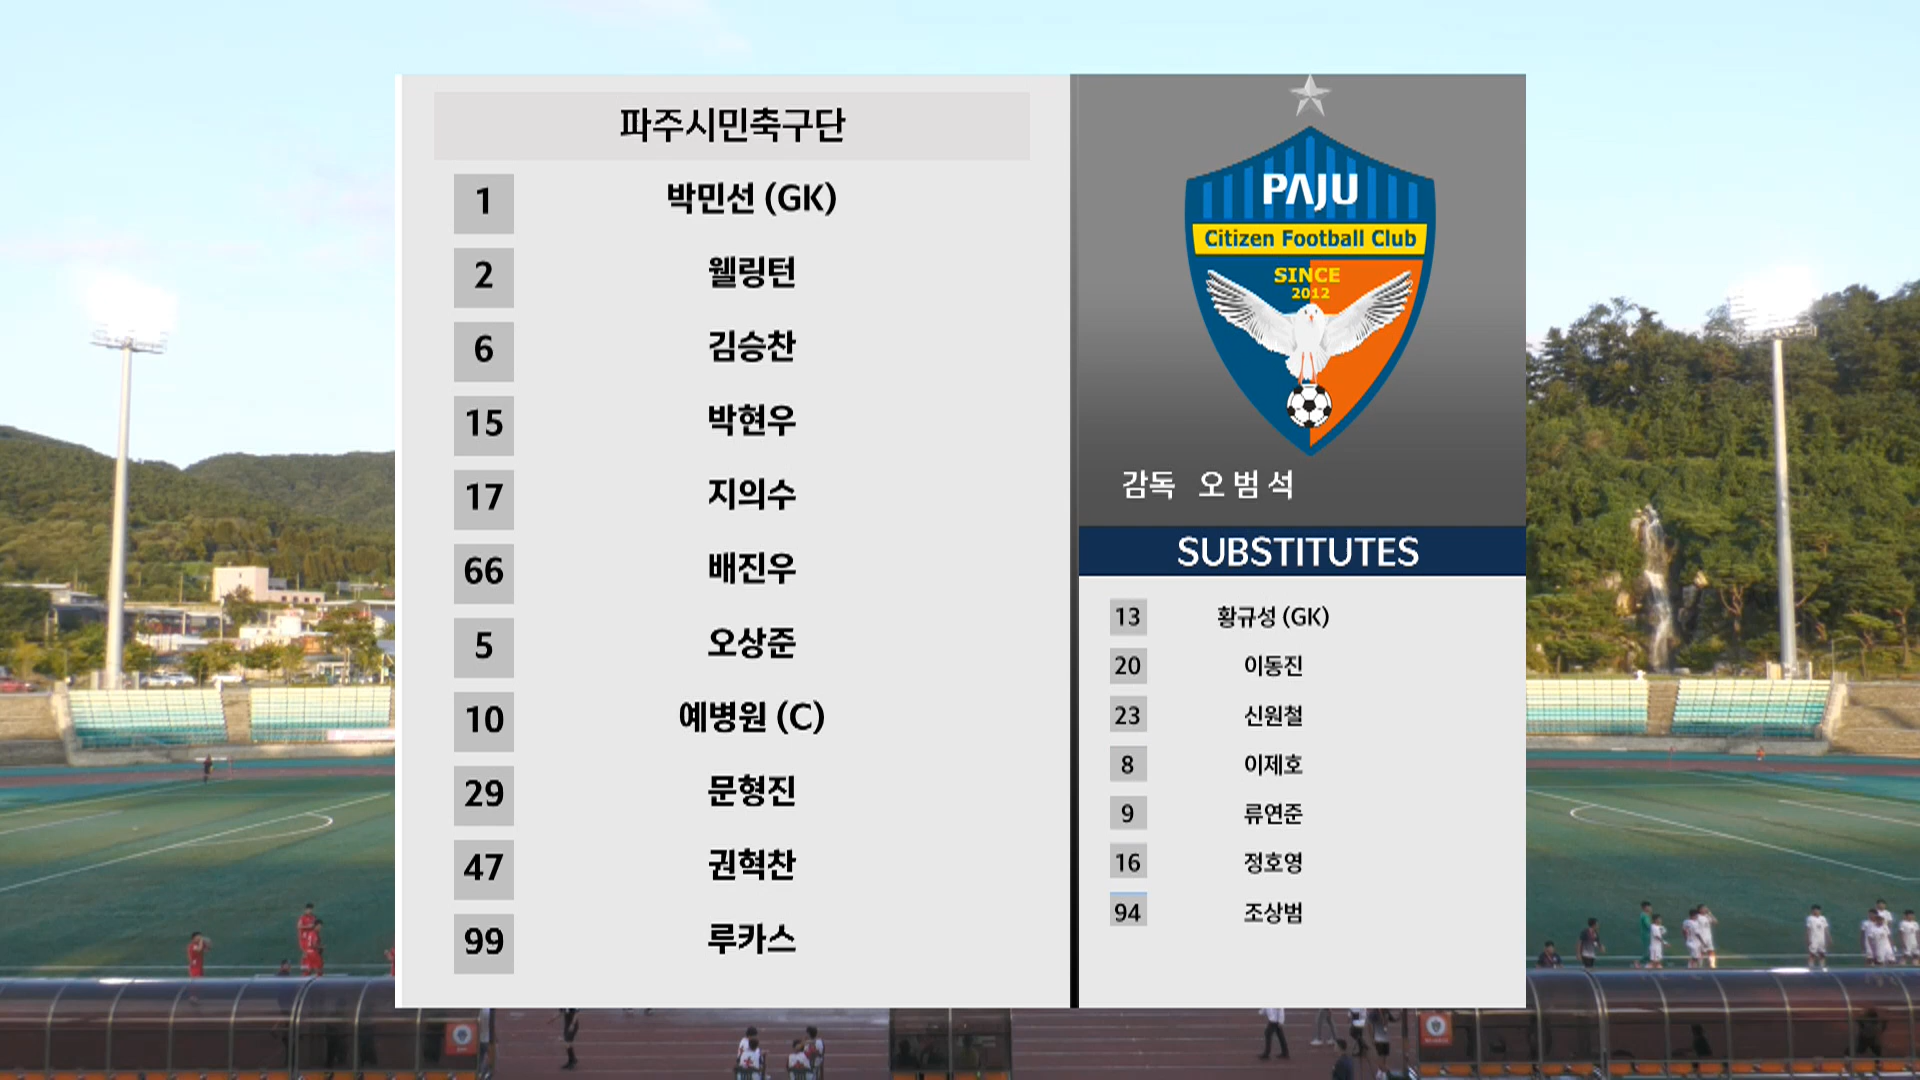 파주시민축구단
1 박민선 (GK)
2 웰링턴
6 김승찬
15 박현우
17 지의수
66 배진우
5 오상준
10 예병원 (C)
29 문형진
47 권혁찬
99 루카스
PAJU
Citizen Football Club
SINCE
2012
감독 오범석
SUBSTITUTES
13 황규성 (GK)
20 이동진
23 신원철
8 이제호
9 류연준
16 정호영
94 조상범